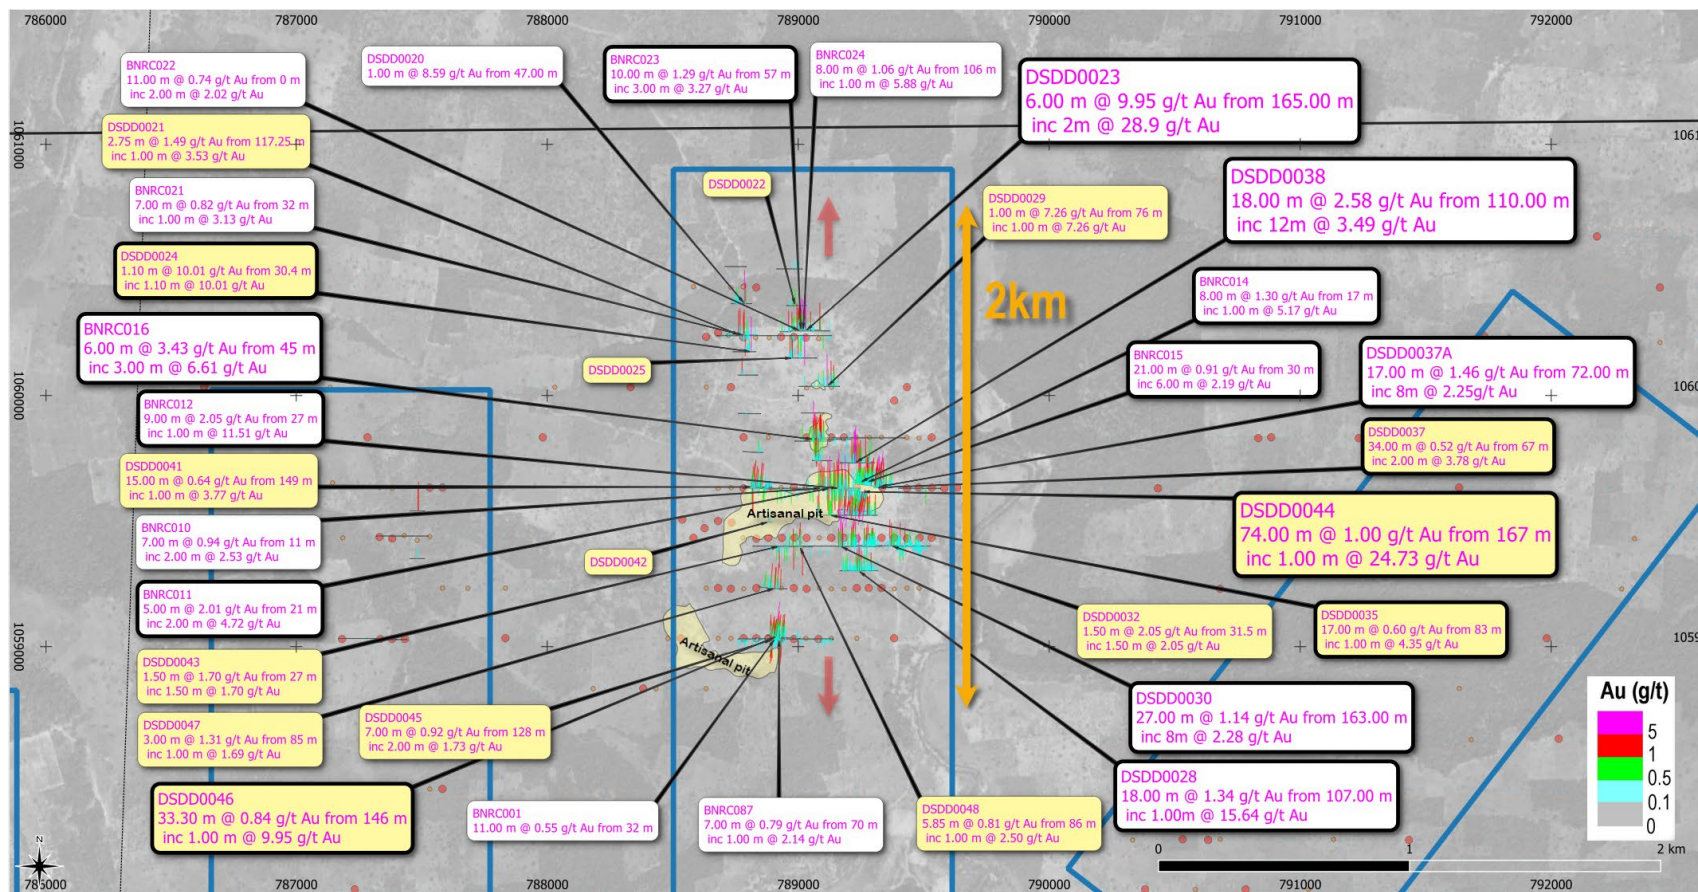 786000
787000
788000
789000
790000
791000
792000
BNRC022
11.00 m @ 0.74 g/t Au from 0 m
inc 2.00 m @ 2.02 g/t Au
DSDD0020
1.00 m @ 8.59 g/t Au from 47.00 m
BNRC023
10.00 m @ 1.29 g/t Au from 57 m
inc 3.00 m @ 3.27 g/t Au
BNRC024
8.00 m @ 1.06 g/t Au from 106 m
inc 1.00 m @ 5.88 g/t Au
DSDD0023
6.00 m @ 9.95 g/t Au from 165.00 m
inc 2m @ 28.9 g/t Au
1061000
1061
DSDD0021
2.75 m @ 1.49 g/t Au from 117.25 m
inc 1.00 m @ 3.53 g/t Au
DSDD0022
DSDD0029
1.00 m @ 7.26 g/t Au from 76 m
inc 1.00 m @ 7.26 g/t Au
DSDD0038
18.00 m @ 2.58 g/t Au from 110.00 m
inc 12m @ 3.49 g/t Au
BNRC021
7.00 m @ 0.82 g/t Au from 32 m
inc 1.00 m @ 3.13 g/t Au
DSDD0024
1.10 m @ 10.01 g/t Au from 30.4 m
inc 1.10 m @ 10.01 g/t Au
2km
BNRC014
8.00 m @ 1.30 g/t Au from 17 m
inc 1.00 m @ 5.17 g/t Au
BNRC016
6.00 m @ 3.43 g/t Au from 45 m
inc 3.00 m @ 6.61 g/t Au
DSDD0025
BNRC015
21.00 m @ 0.91 g/t Au from 30 m
inc 6.00 m @ 2.19 g/t Au
DSDD0037A
17.00 m @ 1.46 g/t Au from 72.00 m
inc 8m @ 2.25g/t Au
1060000
1060
BNRC012
9.00 m @ 2.05 g/t Au from 27 m
inc 1.00 m @ 11.51 g/t Au
DSDD0037
34.00 m @ 0.52 g/t Au from 67 m
inc 2.00 m @ 3.78 g/t Au
DSDD0041
15.00 m @ 0.64 g/t Au from 149 m
inc 1.00 m @ 3.77 g/t Au
Artisanal pit
DSDD0044
74.00 m @ 1.00 g/t Au from 167 m
inc 1.00 m @ 24.73 g/t Au
BNRC010
7.00 m @ 0.94 g/t Au from 11 m
inc 2.00 m @ 2.53 g/t Au
DSDD0042
BNRC011
5.00 m @ 2.01 g/t Au from 21 m
inc 2.00 m @ 4.72 g/t Au
DSDD0032
1.50 m @ 2.05 g/t Au from 31.5 m
inc 1.50 m @ 2.05 g/t Au
DSDD0035
17.00 m @ 0.60 g/t Au from 83 m
inc 1.00 m @ 4.35 g/t Au
1059000
1059
Artisanal pit
DSDD0043
1.50 m @ 1.70 g/t Au from 27 m
inc 1.50 m @ 1.70 g/t Au
DSDD0047
3.00 m @ 1.31 g/t Au from 85 m
inc 1.00 m @ 1.69 g/t Au
DSDD0045
7.00 m @ 0.92 g/t Au from 128 m
inc 2.00 m @ 1.73 g/t Au
DSDD0030
27.00 m @ 1.14 g/t Au from 163.00 m
inc 8m @ 2.28 g/t Au
DSDD0046
33.30 m @ 0.84 g/t Au from 146 m
inc 1.00 m @ 9.95 g/t Au
BNRC001
11.00 m @ 0.55 g/t Au from 32 m
BNRC087
7.00 m @ 0.79 g/t Au from 70 m
inc 1.00 m @ 2.14 g/t Au
DSDD0048
5.85 m @ 0.81 g/t Au from 86 m
inc 1.00 m @ 2.50 g/t Au
DSDD0028
18.00 m @ 1.34 g/t Au from 107.00 m
inc 1.00m @ 15.64 g/t Au
Au (g/t)
5
1
0.5
0.1
0
N
0
1
2 km
786000
787000
788000
789000
790000
791000
792000